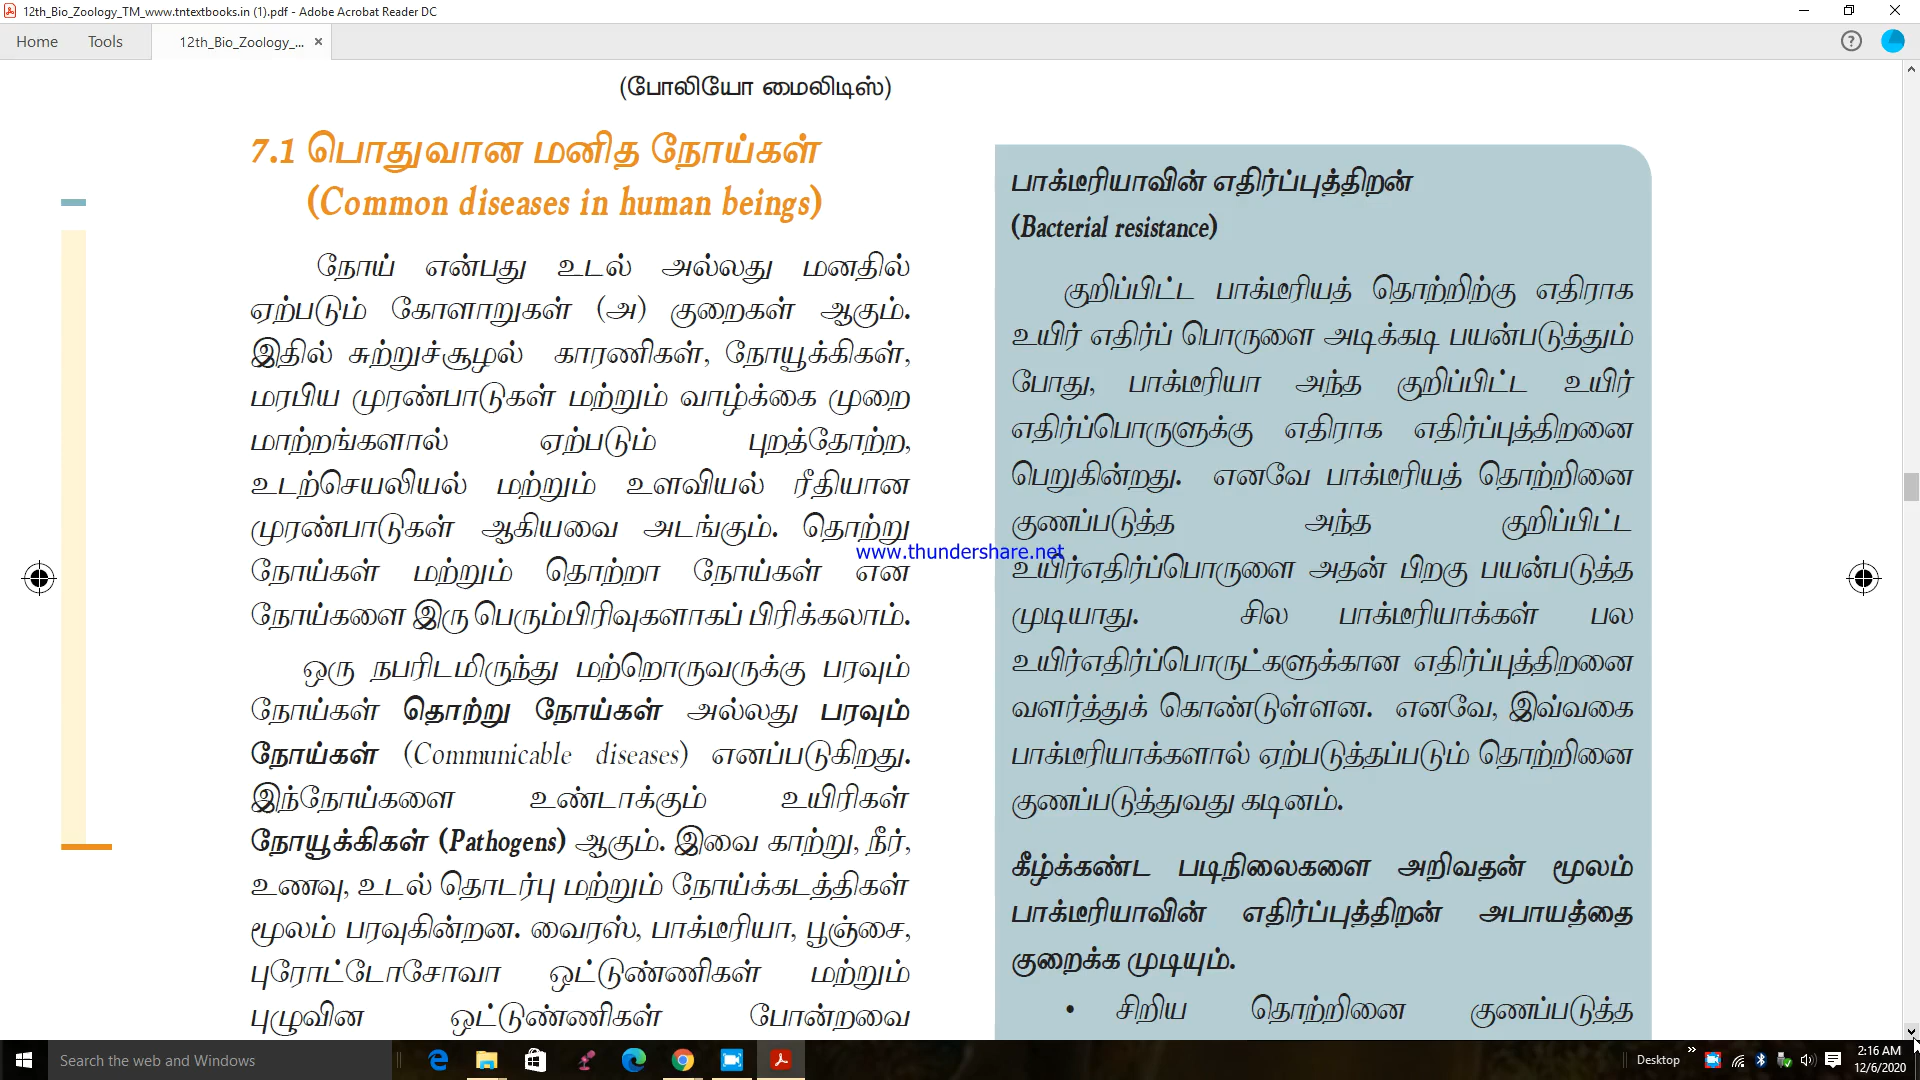 12th_Bio_Zoology_TM_www.tntextbooks.in (1).pdf - Adobe Acrobat Reader DC
Home Tools 12th_Bio_Zoology_... ×
(போலியோ மைலிடிஸ்)
7.1 பொதுவான மனித நோய்கள்
(Common diseases in human beings)
நோய் என்பது உடல் அல்லது மனதில்
ஏற்படும் கோளாறுகள் (அ) குறைகள் ஆகும்.
இதில் சுற்றுச்சூழல் காரணிகள், நோயூக்கிகள்,
மரபிய முரண்பாடுகள் மற்றும் வாழ்க்கை முறை
மாற்றங்களால் ஏற்படும் புறத்தோற்ற,
உடற்செயலியல் மற்றும் உளவியல் ரீதியான
முரண்பாடுகள் ஆகியவை அடங்கும். தொற்று
நோய்கள் மற்றும் தொற்றா நோய்கள் என
நோய்களை இரு பெரும்பிரிவுகளாகப் பிரிக்கலாம்.
ஒரு நபரிடமிருந்து மற்றொருவருக்கு பரவும்
நோய்கள் தொற்று நோய்கள் அல்லது பரவும்
நோய்கள் (Communicable diseases) எனப்படுகிறது.
இந்நோய்களை உண்டாக்கும் உயிரிகள்
நோயூக்கிகள் (Pathogens) ஆகும். இவை காற்று, நீர்,
உணவு, உடல் தொடர்பு மற்றும் நோய்க்கடத்திகள்
மூலம் பரவுகின்றன. வைரஸ், பாக்டீரியா, பூஞ்சை,
புரோட்டோசோவா ஒட்டுண்ணிகள் மற்றும்
புழுவின ஒட்டுண்ணிகள் போன்றவை
பாக்டீரியாவின் எதிர்ப்புத்திறன்
(Bacterial resistance)
குறிப்பிட்ட பாக்டீரியத் தொற்றிற்கு எதிராக
உயிர் எதிர்ப் பொருளை அடிக்கடி பயன்படுத்தும்
போது, பாக்டீரியா அந்த குறிப்பிட்ட உயிர்
எதிர்ப்பொருளுக்கு எதிராக எதிர்ப்புத்திறனை
பெறுகின்றது. எனவே பாக்டீரியத் தொற்றினை
குணப்படுத்த அந்த குறிப்பிட்ட
உயிர்எதிர்ப்பொருளை அதன் பிறகு பயன்படுத்த
முடியாது. சில பாக்டீரியாக்கள் பல
உயிர்எதிர்ப்பொருட்களுக்கான எதிர்ப்புத்திறனை
வளர்த்துக் கொண்டுள்ளன. எனவே, இவ்வகை
பாக்டீரியாக்களால் ஏற்படுத்தப்படும் தொற்றினை
குணப்படுத்துவது கடினம்.
கீழ்க்கண்ட படிநிலைகளை அறிவதன் மூலம்
பாக்டீரியாவின் எதிர்ப்புத்திறன் அபாயத்தை
குறைக்க முடியும்.
• சிறிய தொற்றினை குணப்படுத்த
www.thundershare.net
Search the web and Windows
Desktop
2:16 AM
12/6/2020